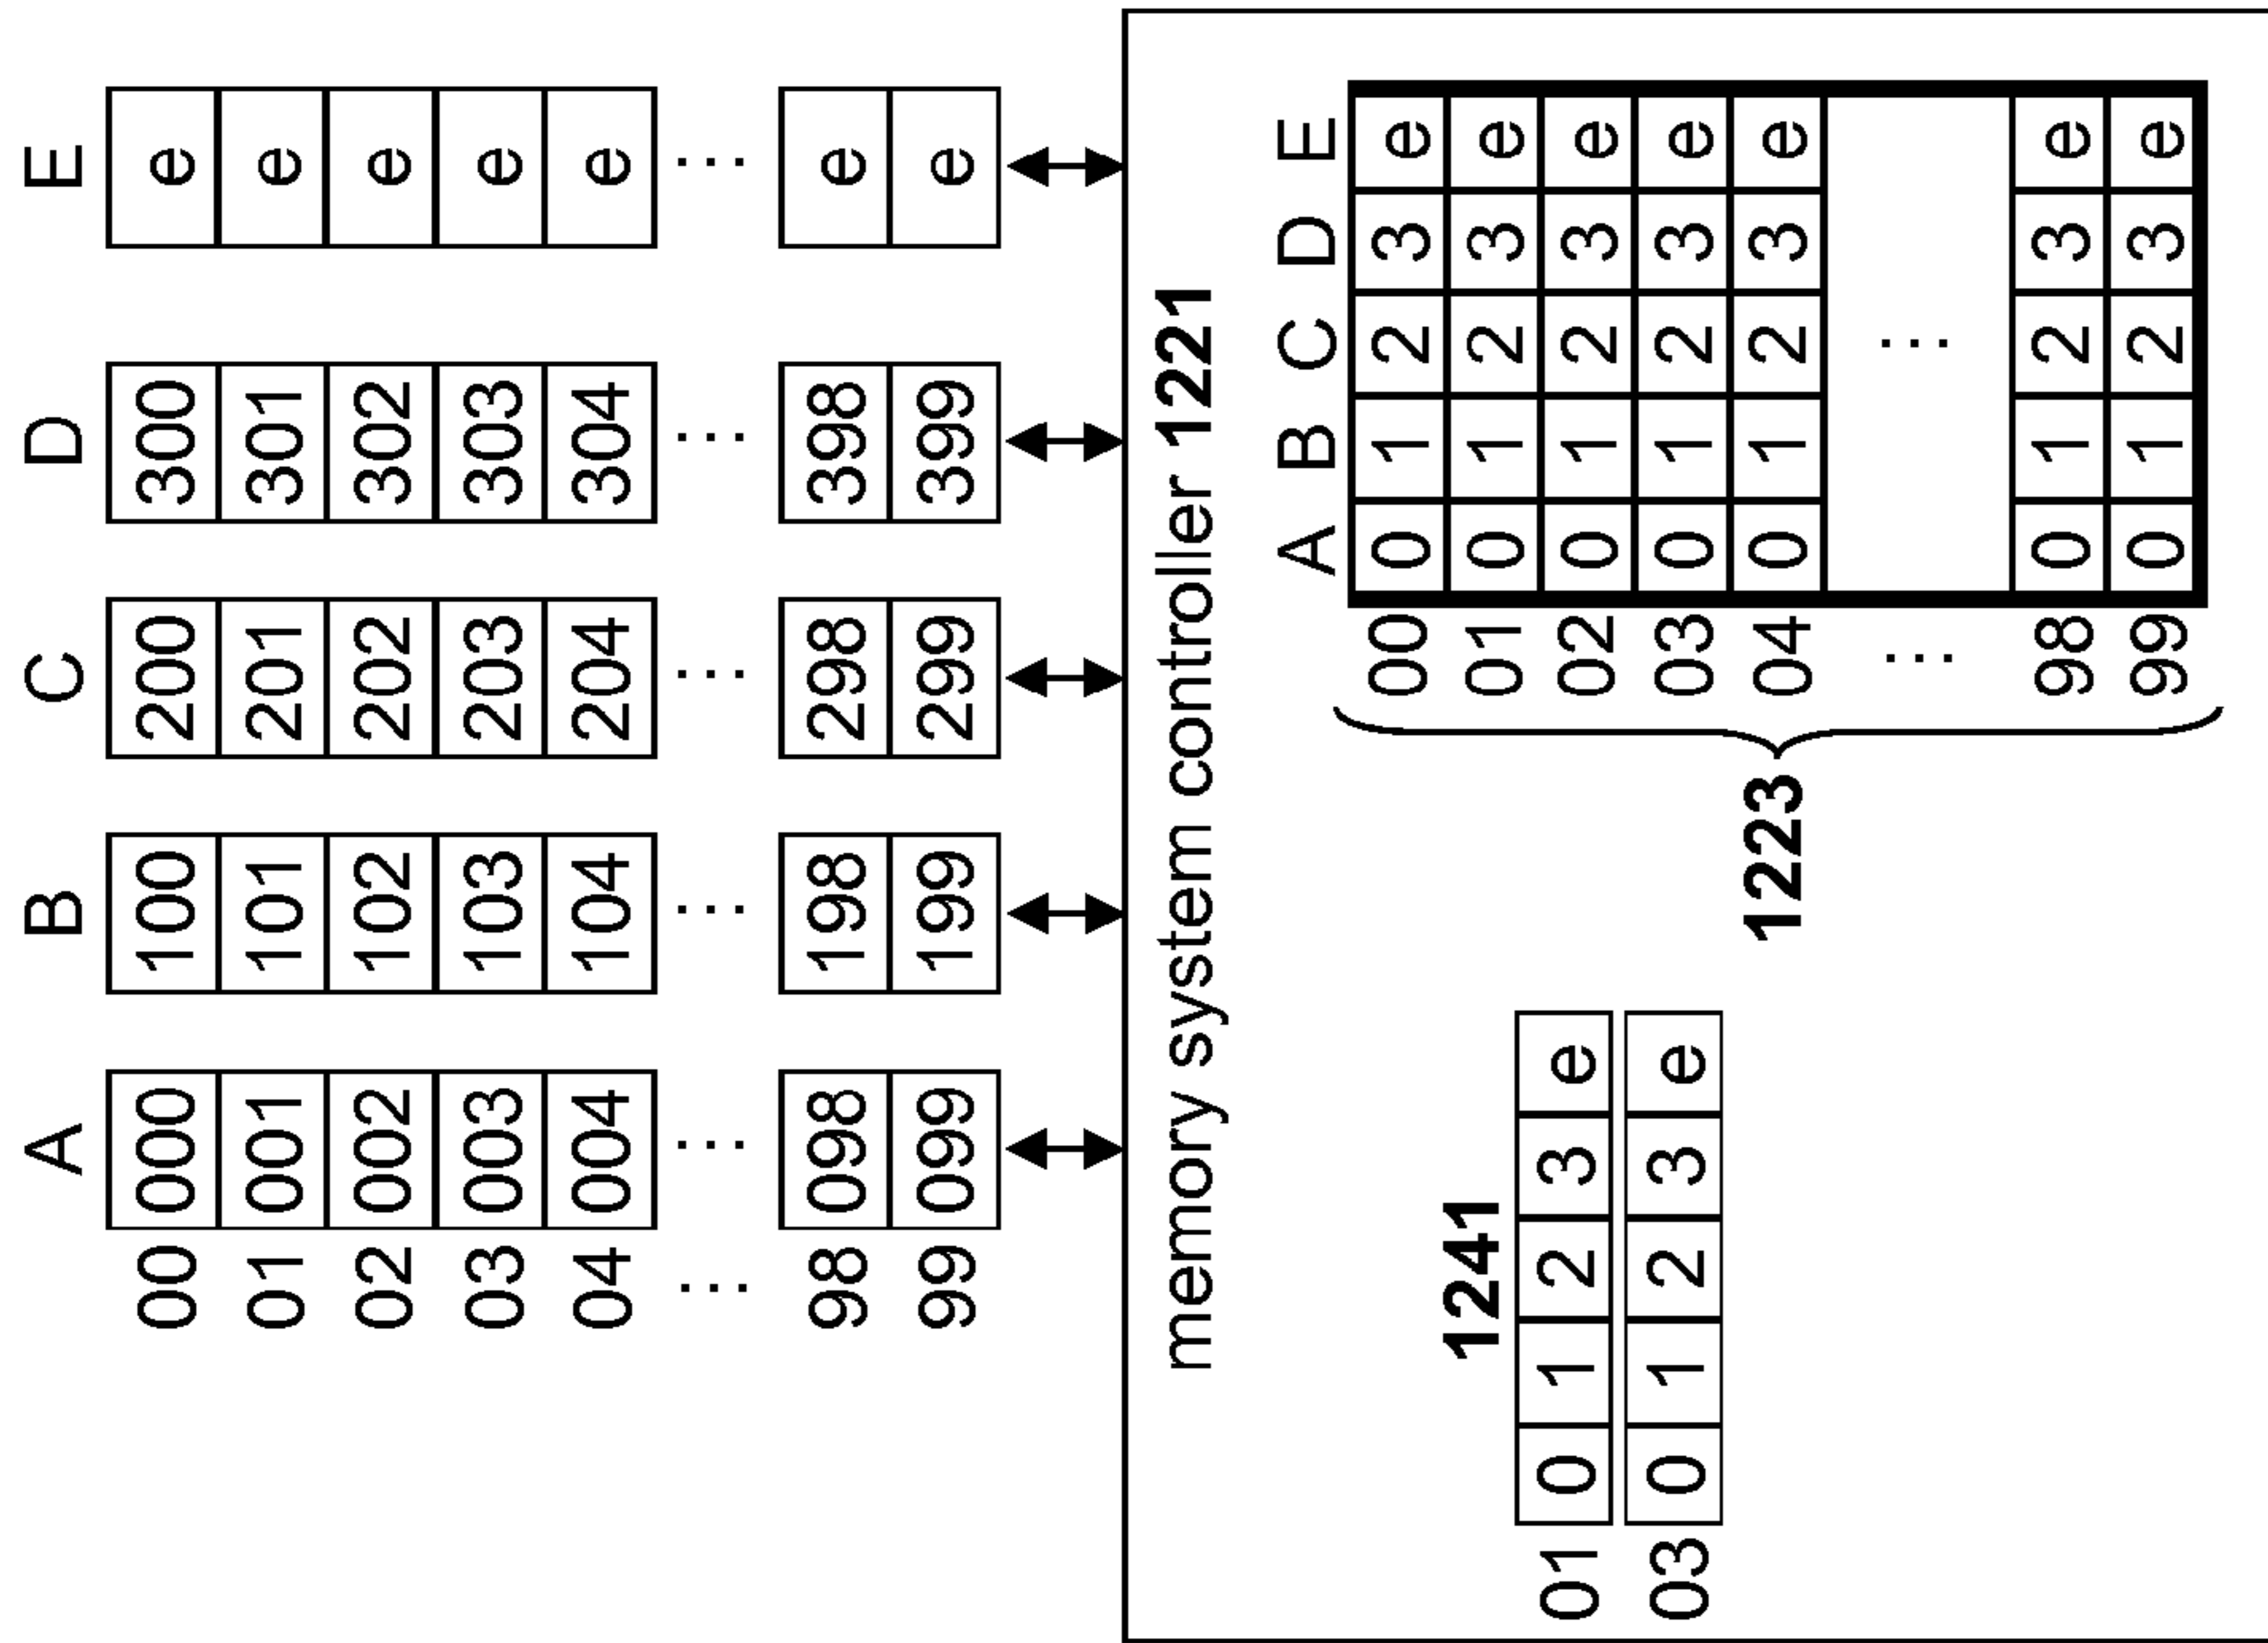 A B C D E
00 000 100 200 300 e
01 001 101 201 301 e
02 002 102 202 302 e
03 003 103 203 303 e
04 004 104 204 304 e
... ... ... ... ... ...
98 098 198 298 398 e
99 099 199 299 399 e
memory system controller 1221
1241
01 0 1 2 3 e
03 0 1 2 3 e
1223
A B C D E
00 0 1 2 3 e
01 0 1 2 3 e
02 0 1 2 3 e
03 0 1 2 3 e
04 0 1 2 3 e
... ...
98 0 1 2 3 e
99 0 1 2 3 e